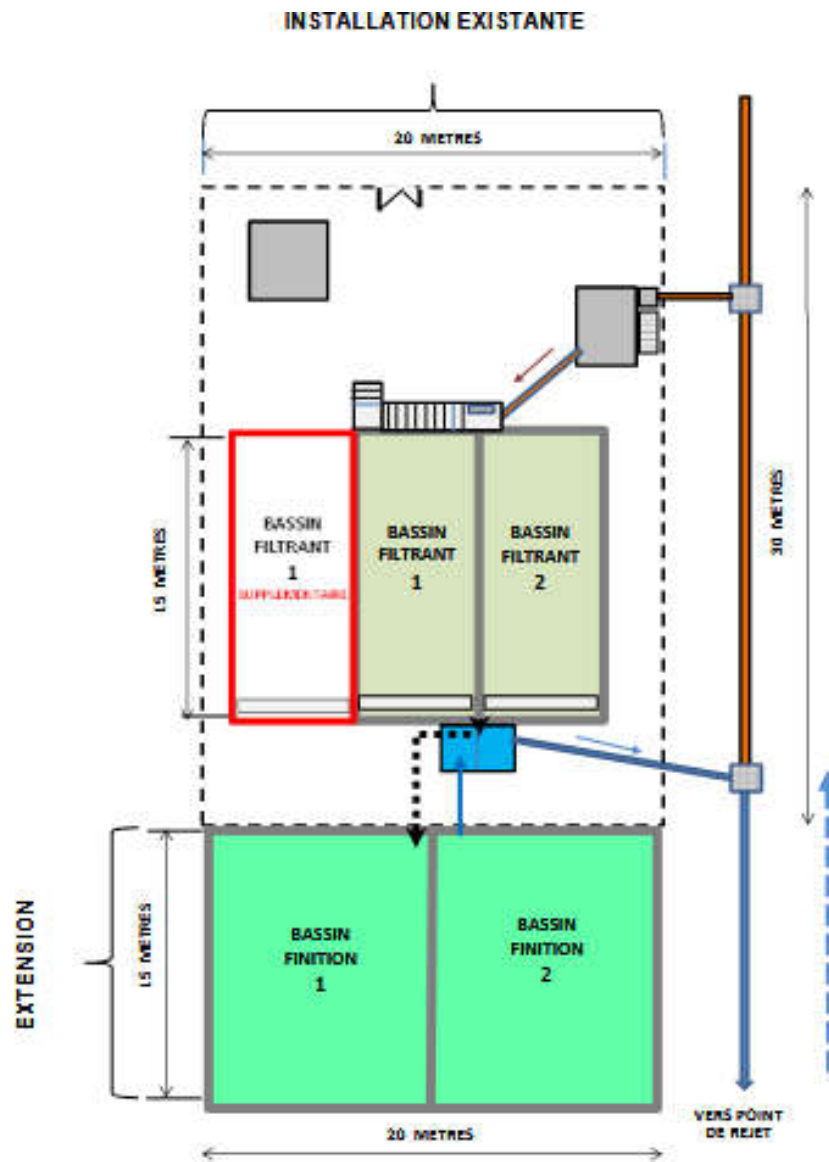 INSTALLATION EXISTANTE
20 METRES
30 METRES
15 METRES
BASSIN
FILTRANT
1
SUPPLEMENTAIRE
BASSIN
FILTRANT
1
BASSIN
FILTRANT
2
EXTENSION
15 METRES
BASSIN
FINITION
1
BASSIN
FINITION
2
VERS POINT
DE REJET
20 METRES